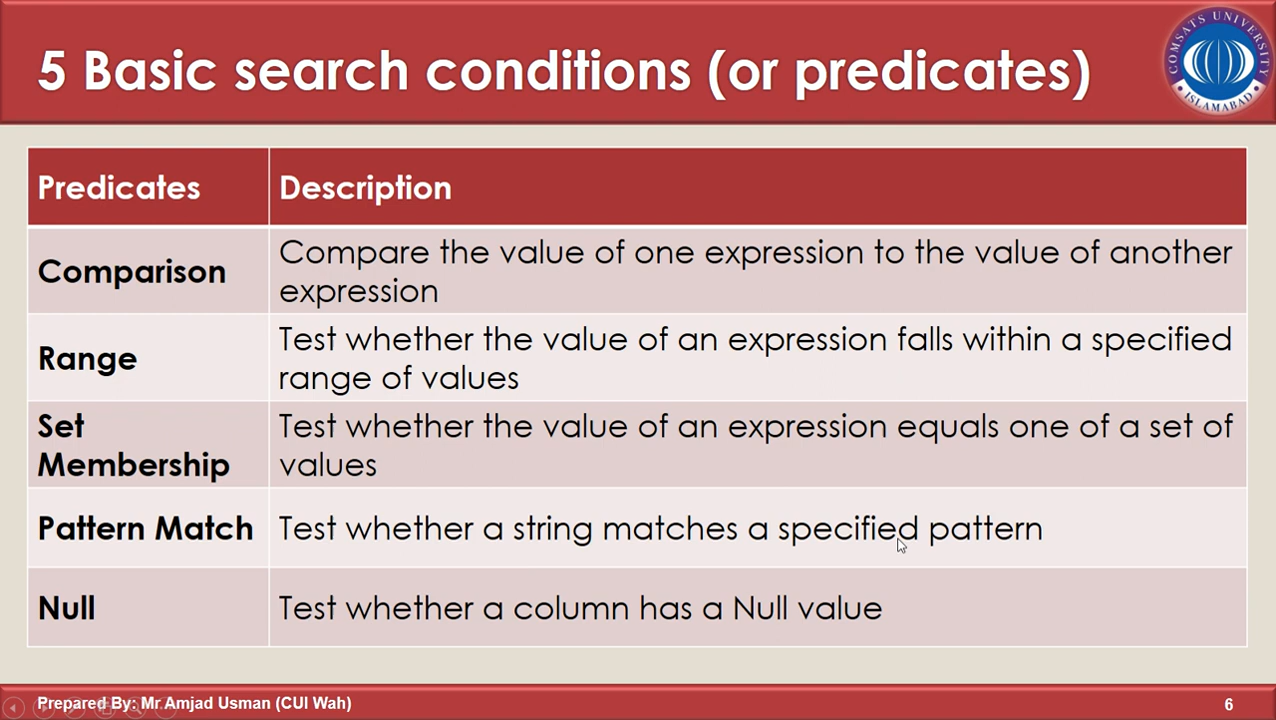 5 Basic search conditions (or predicates)
COMSATS UNIVERSITY
ISLAMABAD
Predicates
Description
Comparison
Compare the value of one expression to the value of another
expression
Range
Test whether the value of an expression falls within a specified
range of values
Set
Membership
Test whether the value of an expression equals one of a set of
values
Pattern Match
Test whether a string matches a specified pattern
Null
Test whether a column has a Null value
Prepared By: Mr.Amjad Usman (CUI Wah)
6